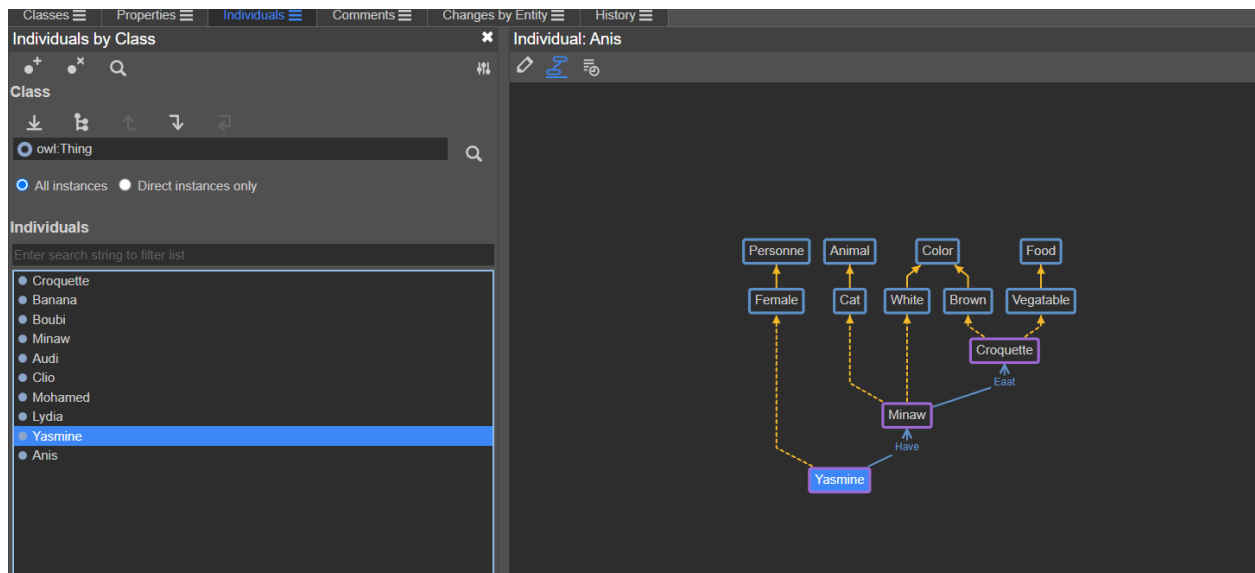 Classes Properties Individuals Comments Changes by Entity History
Individuals by Class
Class
owl:Thing
All instances Direct instances only
Individuals
Enter search string to filter list
Croquette
Banana
Boubi
Minaw
Audi
Clio
Mohamed
Lydia
Yasmine
Anis
Individual: Anis
Personne Animal Color Food
Female Cat White Brown Vegatable
Croquette
Eaat
Minaw
Have
Yasmine